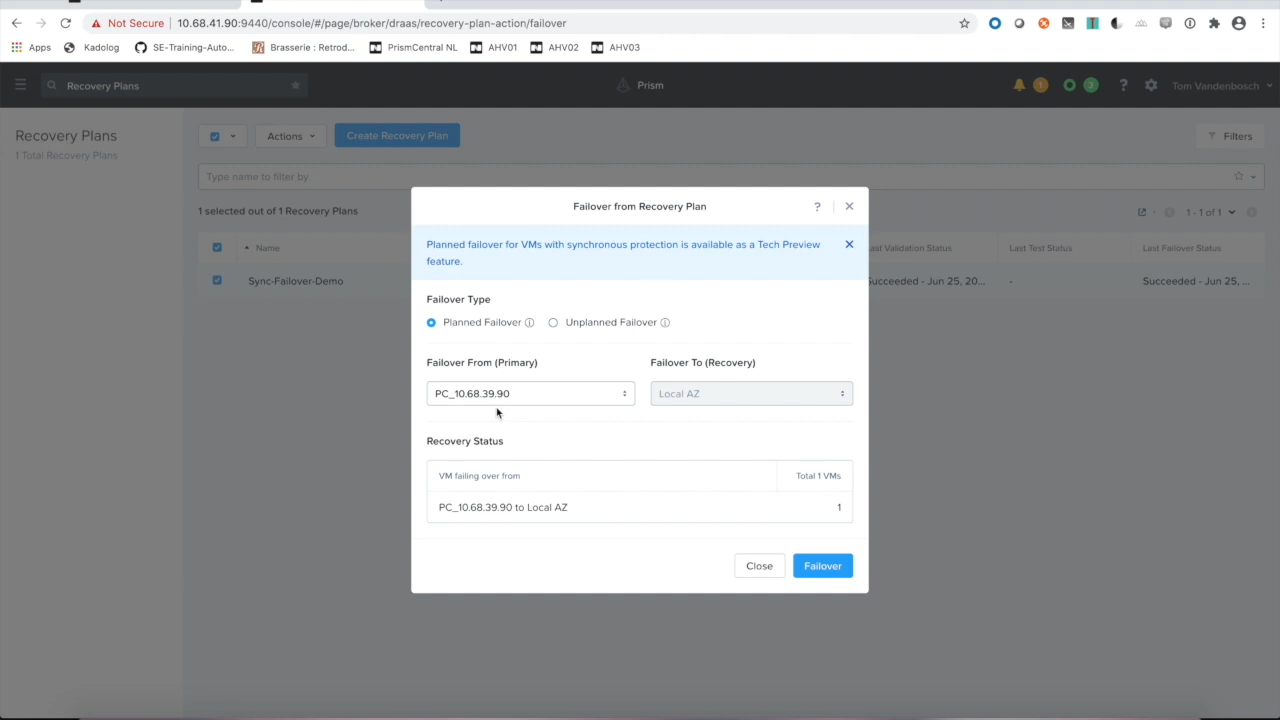 Not Secure
10.68.41.90:9440/console/#/page/broker/draas/recovery-plan-action/failover
Apps
Kadolog
SE-Training-Auto...
Brasserie : Retrod...
PrismCentral NL
AHV01
AHV02
AHV03
Recovery Plans
Prism
1
3
?
Tom Vandenbosch
Recovery Plans
1 Total Recovery Plans
Actions
Create Recovery Plan
Filters
Type name to filter by
1 selected out of 1 Recovery Plans
1 - 1 of 1
Name
Last Validation Status
Last Test Status
Last Failover Status
Sync-Failover-Demo
Succeeded - Jun 25, 20...
-
Succeeded - Jun 25, ...
Failover from Recovery Plan
?
Planned failover for VMs with synchronous protection is available as a Tech Preview
feature.
Failover Type
Planned Failover
Unplanned Failover
Failover From (Primary)
Failover To (Recovery)
PC_10.68.39.90
Local AZ
Recovery Status
VM failing over from
Total 1 VMs
PC_10.68.39.90 to Local AZ
1
Close
Failover